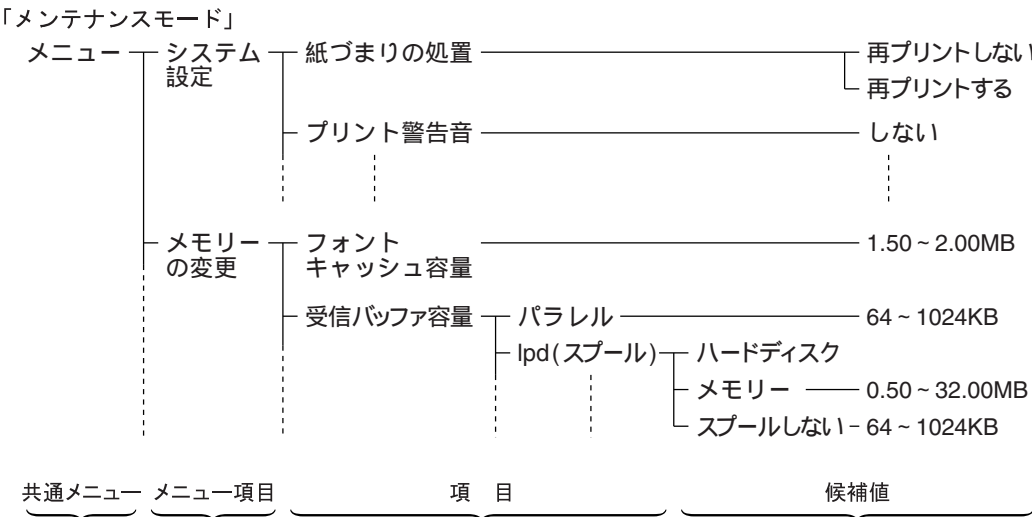 「メンテナンスモード」
メニュー システム 紙づまりの処置 再プリントしない
設定 再プリントする
プリント警告音 しない
メモリー フォント 1.50~2.00MB
の変更 キャッシュ容量
受信バッファ容量 パラレル 64~1024KB
lpd(スプール) ハードディスク
メモリー 0.50~32.00MB
スプールしない 64~1024KB
共通メニュー メニュー項目 項 目 候補値